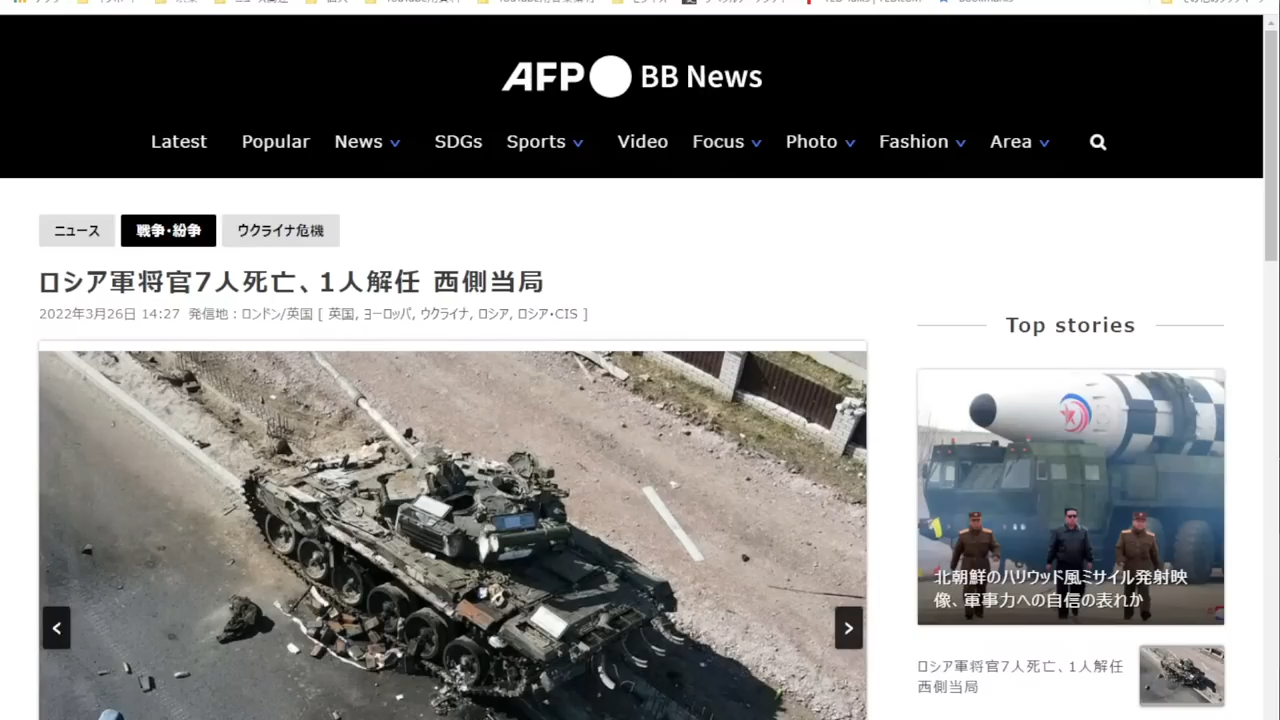 AFP BB News
Latest Popular News SDGs Sports Video Focus Photo Fashion Area
ニュース 戦争・紛争 ウクライナ危機
ロシア軍将官7人死亡、1人解任 西側当局
2022年3月26日 14:27 発信地：ロンドン/英国 [ 英国, ヨーロッパ, ウクライナ, ロシア, ロシア・CIS ]
Top stories
北朝鮮のハリウッド風ミサイル発射映
像、軍事力への自信の表れか
ロシア軍将官7人死亡、1人解任
西側当局